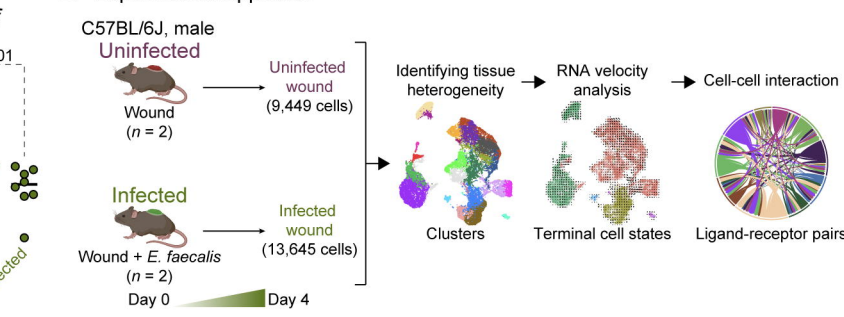 01
C57BL/6J, male
Uninfected
Wound
(n = 2)
Uninfected
wound
(9,449 cells)
Infected
Wound + E. faecalis
(n = 2)
Infected
wound
(13,645 cells)
Day 0
Day 4
Identifying tissue
heterogeneity
Clusters
RNA velocity
analysis
Terminal cell states
Cell-cell interaction
Ligand-receptor pairs